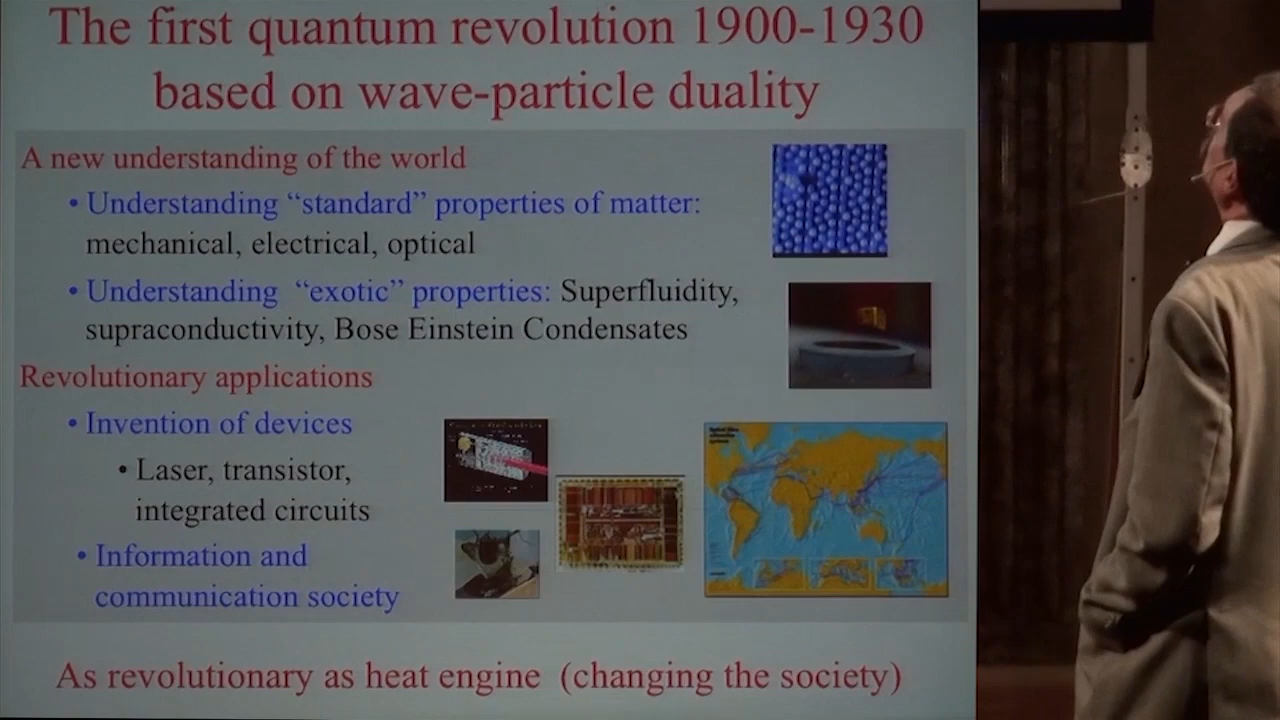 The first quantum revolution 1900-1930
based on wave-particle duality
A new understanding of the world
• Understanding “standard” properties of matter:
mechanical, electrical, optical
• Understanding “exotic” properties: Superfluidity,
supraconductivity, Bose Einstein Condensates
Revolutionary applications
• Invention of devices
• Laser, transistor,
integrated circuits
• Information and
communication society
As revolutionary as heat engine (changing the society)